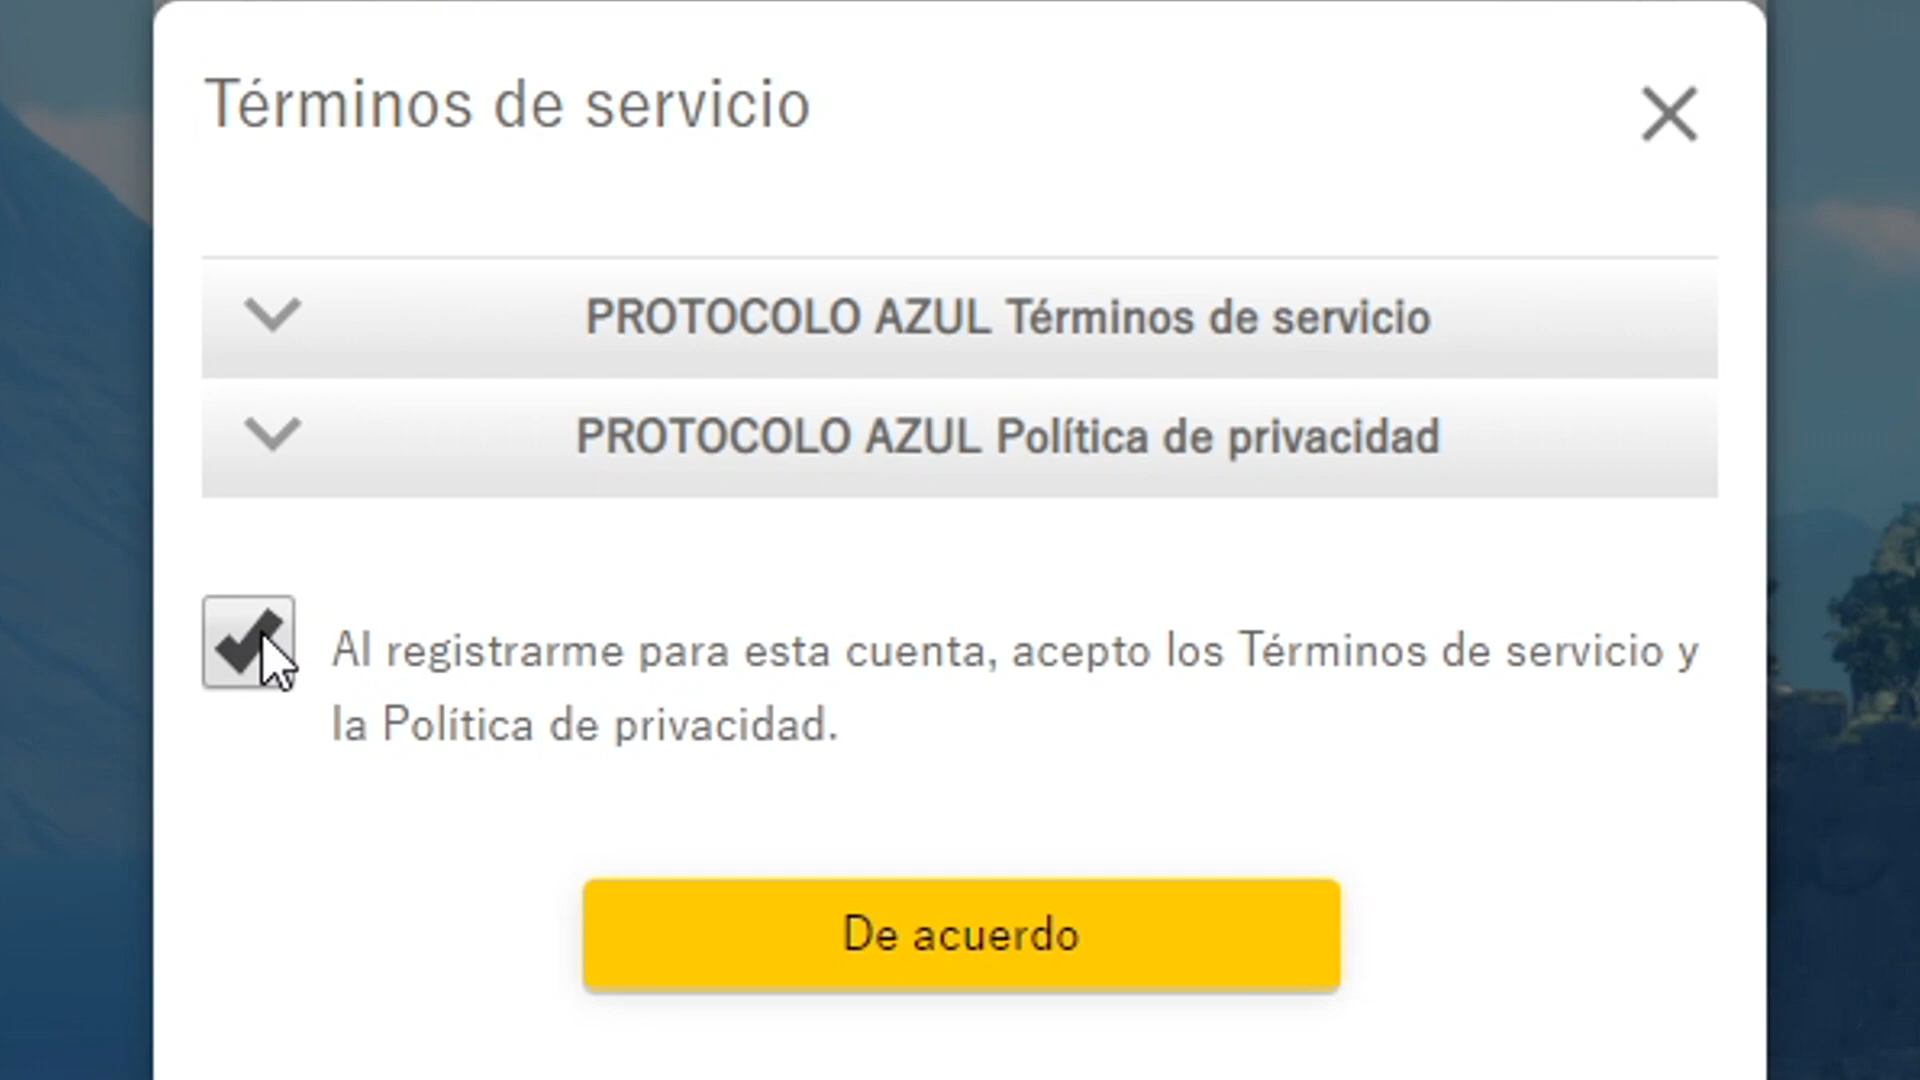 Términos de servicio
PROTOCOLO AZUL Términos de servicio
PROTOCOLO AZUL Política de privacidad
Al registrarme para esta cuenta, acepto los Términos de servicio y
la Política de privacidad.
De acuerdo